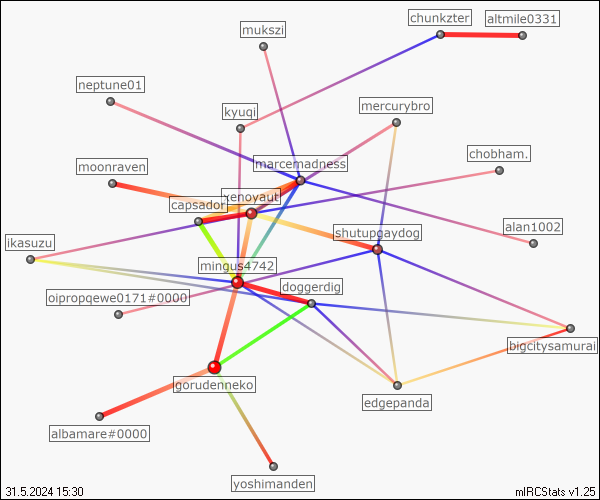 chunkzter
altmile0331
mukszi
neptune01
kyuqi
mercurybro
marcemadness
chobham.
moonraven
xenoyaut
capsador
alan1002
shutupgaydog
ikasuzu
mingus4742
doggerdig
oipropqewe0171#0000
bigcitysamurai
gorudenneko
edgepanda
albamare#0000
yoshimanden
31.5.2024 15:30
mIRCStats v1.25